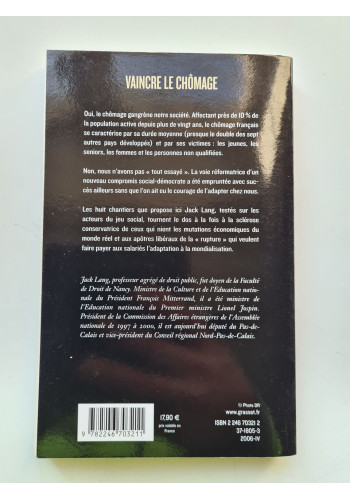 VAINCRE LE CHÔMAGE
Oui, le chômage gangrène notre société. Affectant près de 10 % de
la population active depuis plus de vingt ans, le chômage français
se caractérise par sa durée moyenne (presque le double des sept
autres pays développés) et par ses victimes : les jeunes, les
seniors, les femmes et les personnes non qualifiées.
Non, nous n'avons pas « tout essayé ». La voie réformatrice d'un
nouveau compromis social-démocrate a été empruntée avec suc-
cès ailleurs sans que l'on ait eu le courage de l'adapter chez nous.
Les huit chantiers que propose ici Jack Lang, testés sur les
acteurs du jeu social, tournent le dos à la fois à la sclérose
conservatrice de ceux qui nient les mutations économiques du
monde réel et aux apôtres libéraux de la « rupture » qui veulent
faire payer aux salariés l'adaptation à la mondialisation.
Jack Lang, professeur agrégé de droit public, fut doyen de la Faculté
de Droit de Nancy. Ministre de la Culture et de l'Education natio-
nale du Président François Mitterrand, il a été ministre de
l'Education nationale du Premier ministre Lionel Jospin.
Président de la Commission des Affaires étrangères de l'Assemblée
nationale de 1997 à 2000, il est aujourd'hui député du Pas-de-
Calais et vice-président du Conseil régional Nord-Pas-de-Calais.
© Photo DR
www.grasset.fr
ISBN 2 246 70321 2
37-1805-3
2006-IV
17,90 €
prix valable en
France
9 782246 703211